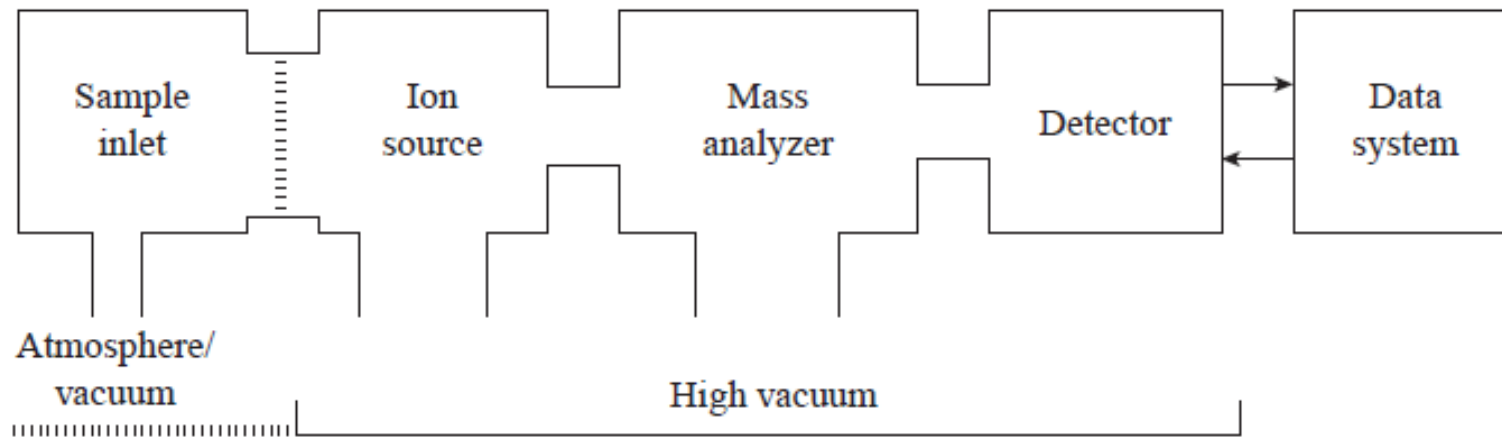 Sample
inlet
Ion
source
Mass
analyzer
Detector
Data
system
Atmosphere/
vacuum
High vacuum